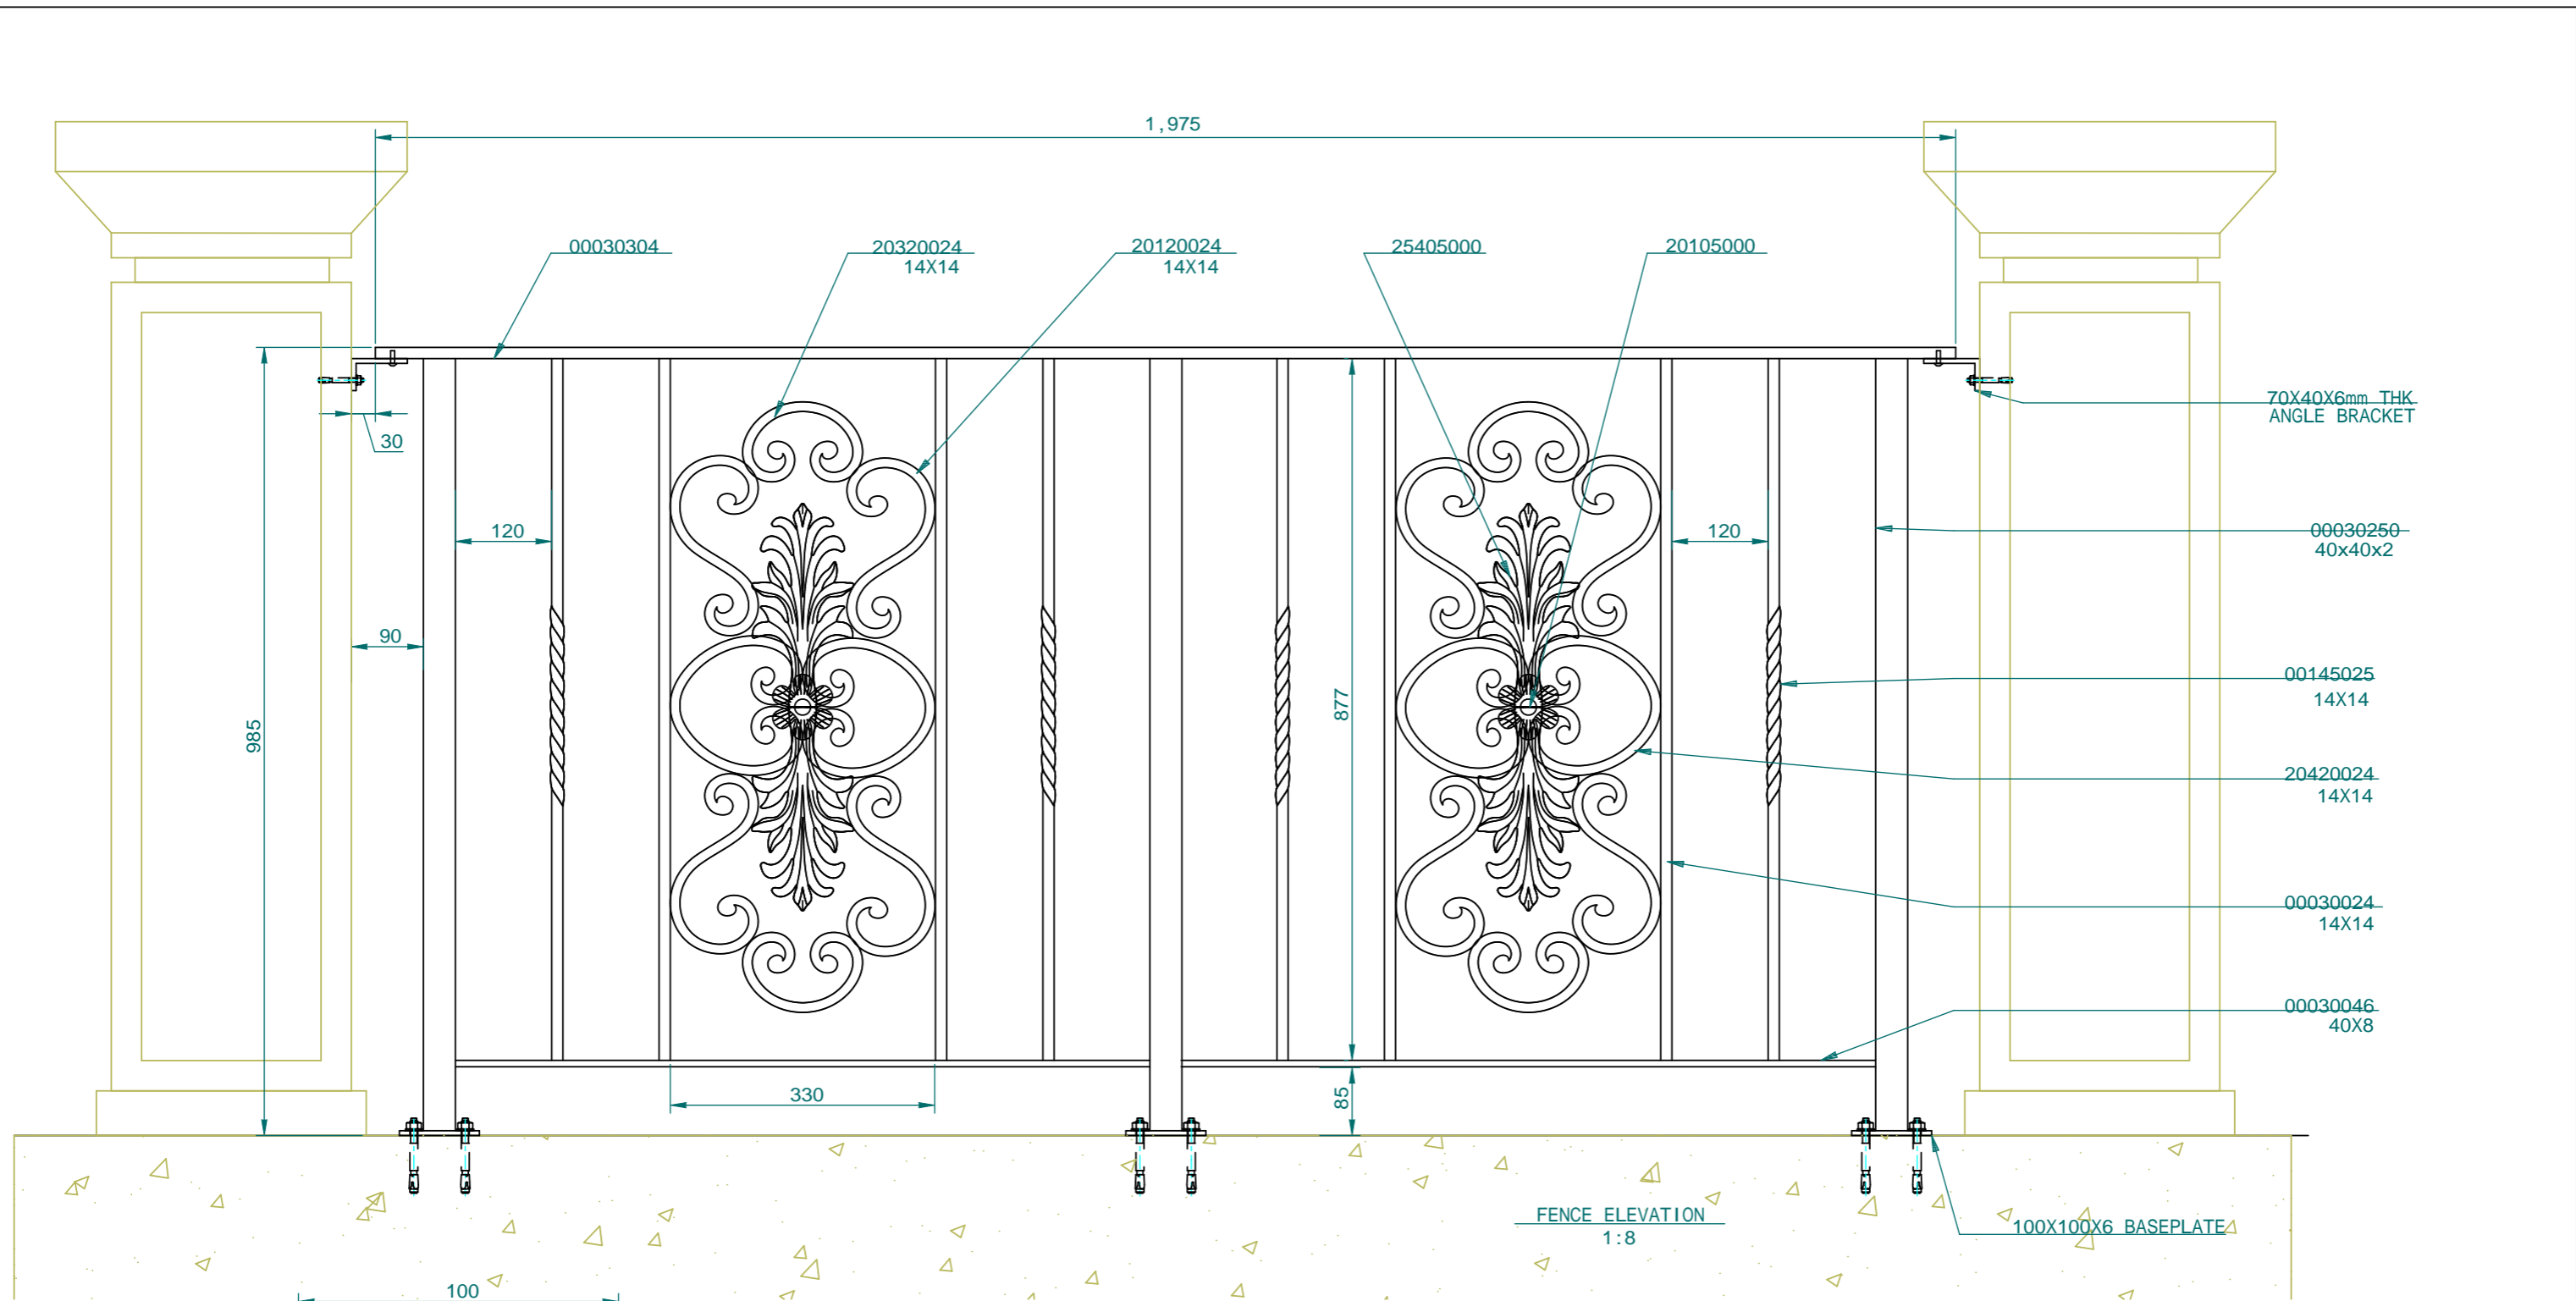 1,975
00030304
20320024
14X14
20120024
14X14
25405000
20105000
70X40X6mm THK
ANGLE BRACKET
30
120
120
00030250
40x40x2
90
00145025
14X14
877
985
20420024
14X14
00030024
14X14
00030046
40X8
330
85
FENCE ELEVATION
1:8
100X100X6 BASEPLATE
100